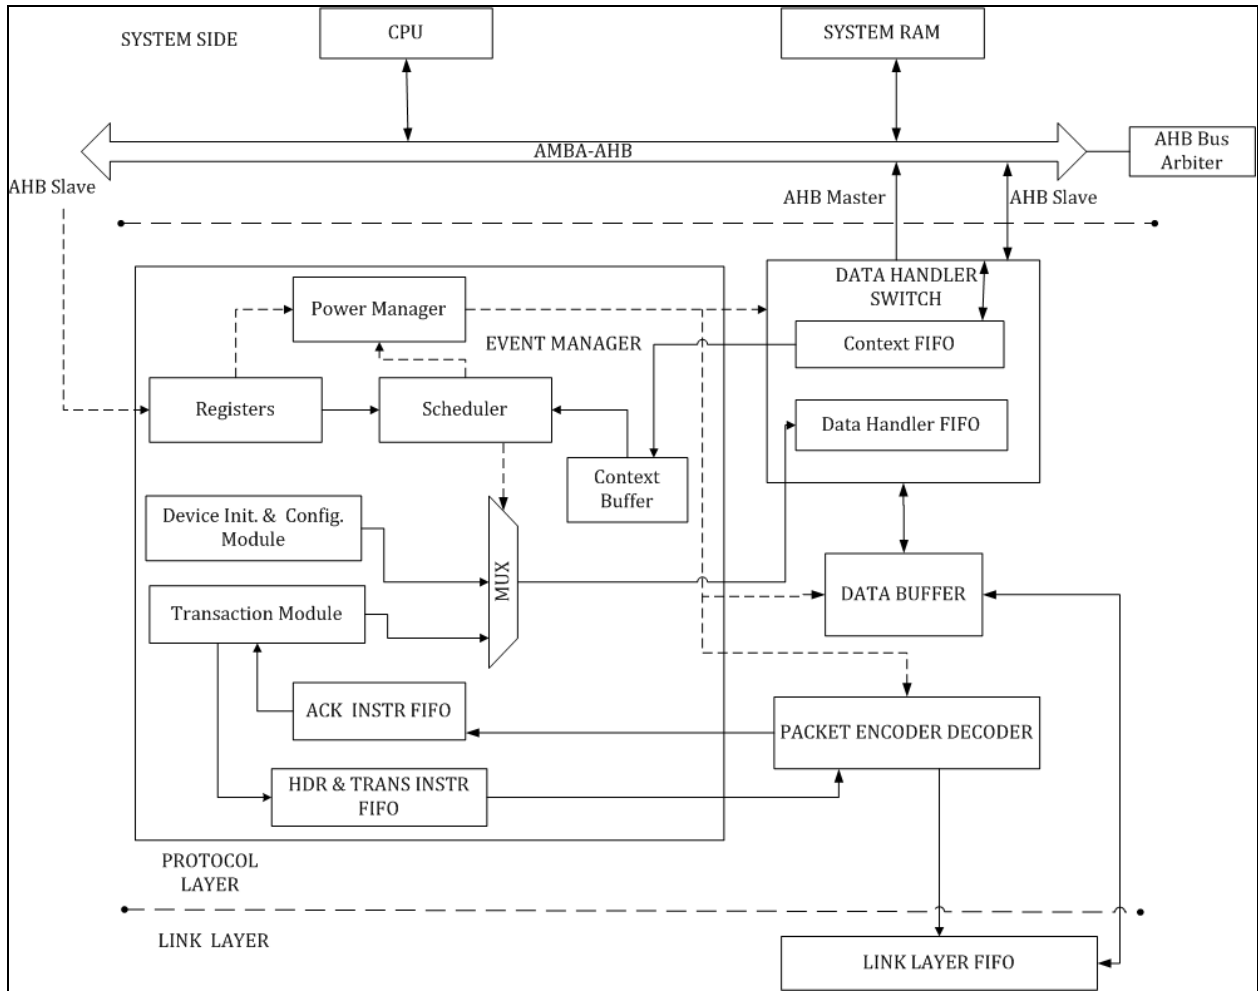 SYSTEM SIDE
CPU
SYSTEM RAM
AMBA-AHB
AHB Bus
Arbiter
AHB Slave
AHB Master
AHB Slave
DATA HANDLER
SWITCH
Power Manager
EVENT MANAGER
Context FIFO
Registers
Scheduler
Data Handler FIFO
Context
Buffer
Device Init. & Config.
Module
MUX
Transaction Module
DATA BUFFER
ACK INSTR FIFO
PACKET ENCODER DECODER
HDR & TRANS INSTR
FIFO
PROTOCOL
LAYER
LINK LAYER
LINK LAYER FIFO